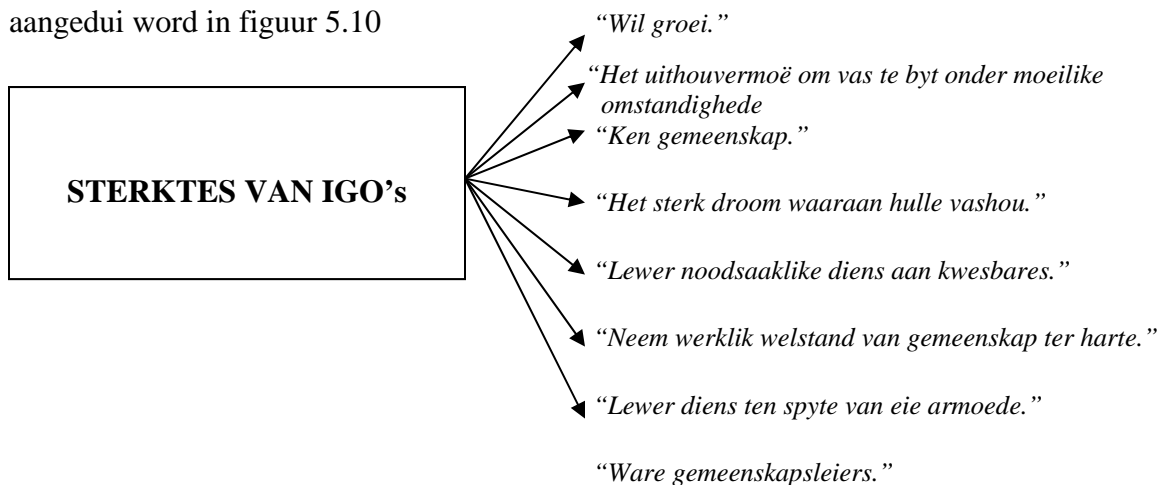 aangedui word in figuur 5.10
“Wil groei.”
“Het uithouvermoë om vas te byt onder moeilike
omstandighede
“Ken gemeenskap.”
STERKTES VAN IGO’s
“Het sterk droom waaraan hulle vashou.”
“Lewer noodsaaklike diens aan kwesbares.”
“Neem werklik welstand van gemeenskap ter harte.”
“Lewer diens ten spyte van eie armoede.”
“Ware gemeenskapsleiers.”